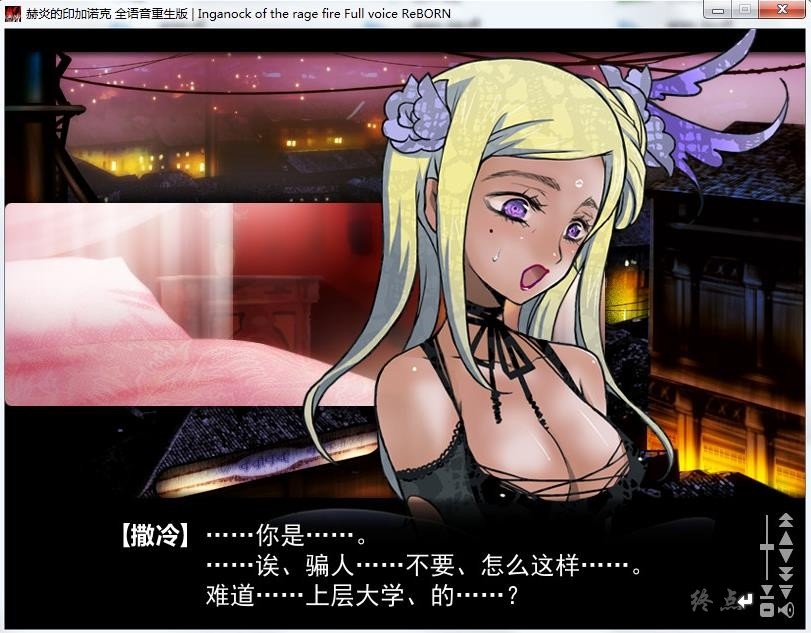 赫炎的印加诺克 全语音重生版 | Inganock of the rage fire Full voice ReBORN
【撒冷】……你是……。
……诶、骗人……不要、怎么这样……。
难道……上层大学、的……？
终点